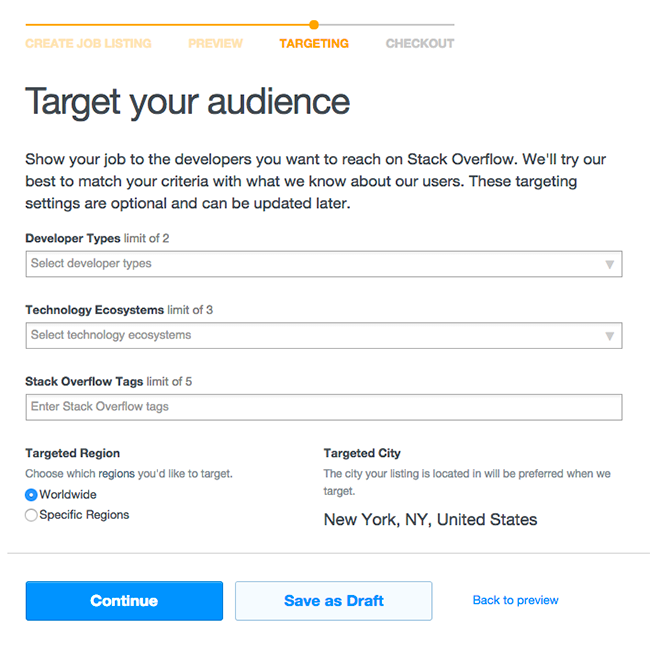 CREATE JOB LISTING PREVIEW TARGETING CHECKOUT
Target your audience
Show your job to the developers you want to reach on Stack Overflow. We'll try our
best to match your criteria with what we know about our users. These targeting
settings are optional and can be updated later.
Developer Types limit of 2
Select developer types
Technology Ecosystems limit of 3
Select technology ecosystems
Stack Overflow Tags limit of 5
Enter Stack Overflow tags
Targeted Region
Choose which regions you'd like to target.
Worldwide
Specific Regions
Targeted City
The city your listing is located in will be preferred when we
target.
New York, NY, United States
Continue Save as Draft Back to preview